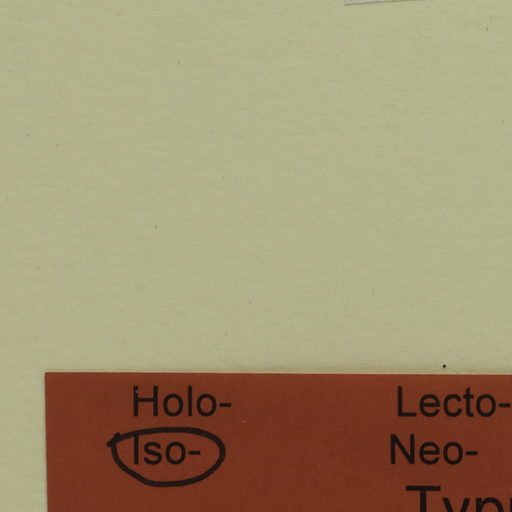 Holo- Lecto-
Iso- Neo-